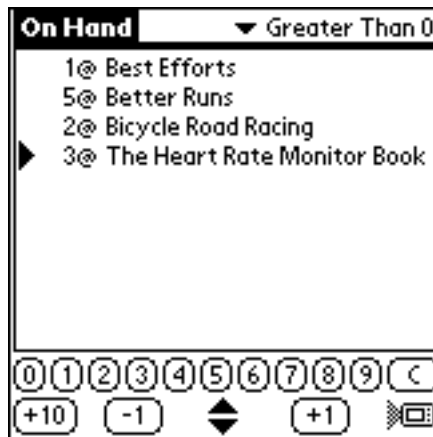 On Hand Greater Than 0
1@ Best Efforts
5@ Better Runs
2@ Bicycle Road Racing
3@ The Heart Rate Monitor Book
0 1 2 3 4 5 6 7 8 9 C
+10 -1 +1